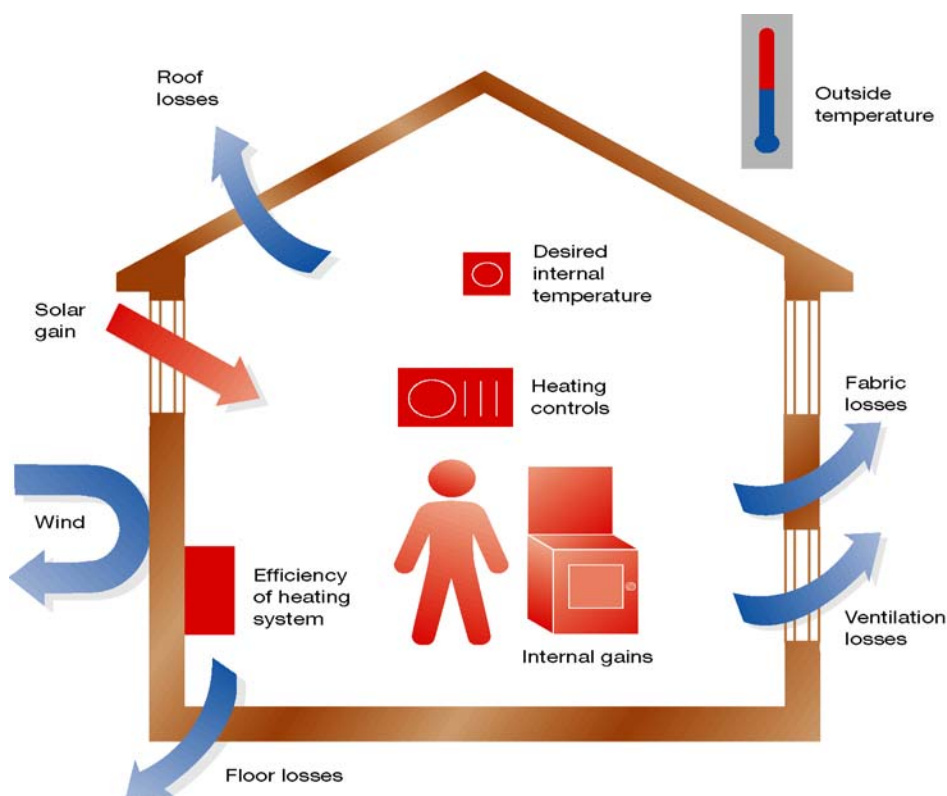 Roof
losses
Outside
temperature
Desired
internal
temperature
Solar
gain
Heating
controls
Fabric
losses
Wind
Efficiency
of heating
system
Ventilation
losses
Internal gains
Floor losses